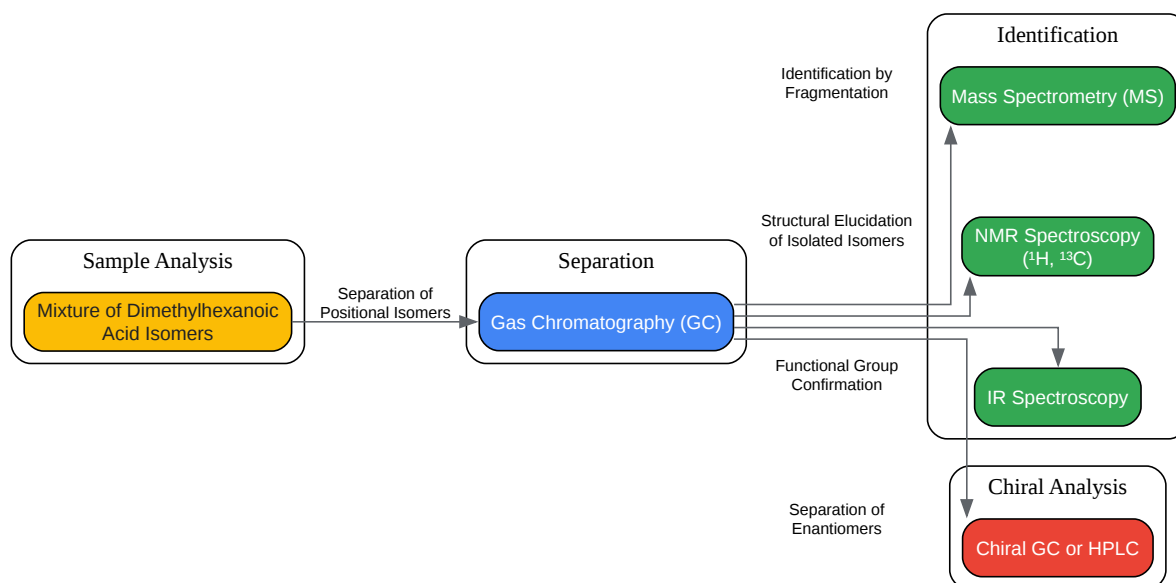 Sample Analysis
Mixture of Dimethylhexanoic
Acid Isomers
Separation of
Positional Isomers
Separation
Gas Chromatography (GC)
Identification by
Fragmentation
Structural Elucidation
of Isolated Isomers
Functional Group
Confirmation
Separation of
Enantiomers
Identification
Mass Spectrometry (MS)
NMR Spectroscopy
(¹H, ¹³C)
IR Spectroscopy
Chiral Analysis
Chiral GC or HPLC